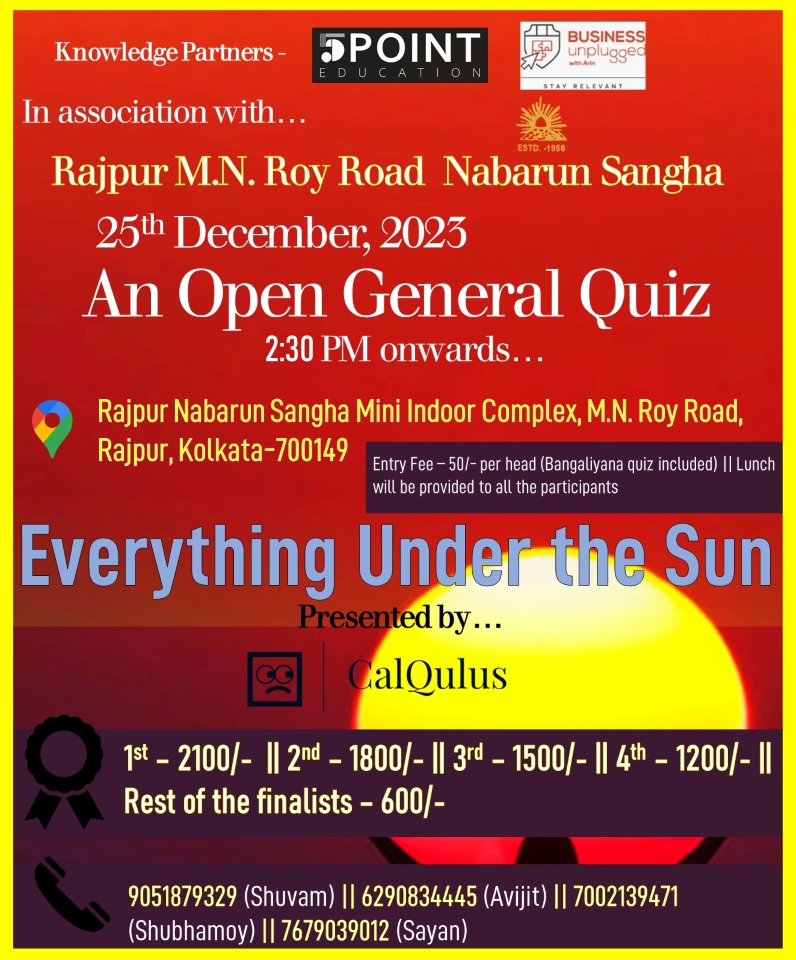 Knowledge Partners -
5POINT
EDUCATION
BUSINESS
unplugged
with Arin
STAY RELEVANT
In association with...
ESTD. -1956
Rajpur M.N. Roy Road Nabarun Sangha
25th December, 2023
An Open General Quiz
2:30 PM onwards...
Rajpur Nabarun Sangha Mini Indoor Complex, M.N. Roy Road,
Rajpur, Kolkata-700149
Entry Fee – 50/- per head (Bangaliyana quiz included) || Lunch
will be provided to all the participants
Everything Under the Sun
Presented by...
CalQulus
1st – 2100/- || 2nd – 1800/- || 3rd – 1500/- || 4th – 1200/- ||
Rest of the finalists – 600/-
9051879329 (Shuvam) || 6290834445 (Avijit) || 7002139471
(Shubhamoy) || 7679039012 (Sayan)